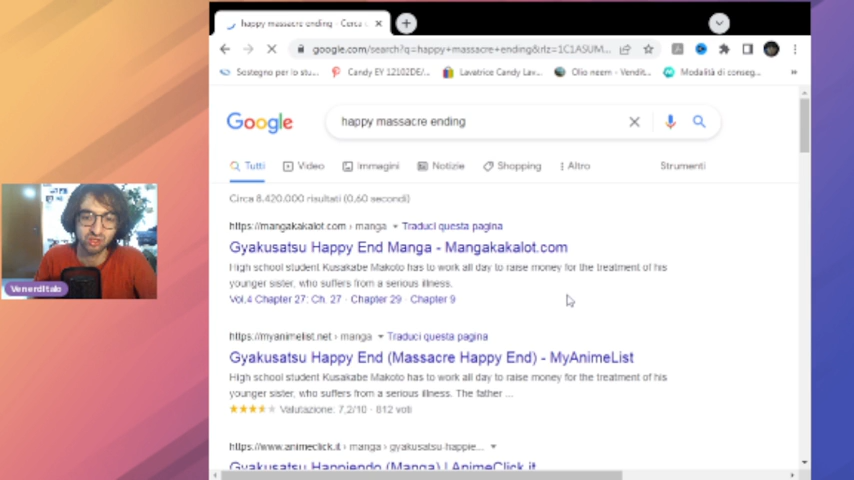 happy massacre ending - Cerca
google.com/search?q=happy+massacre+ending&rlz=1C1ASUM...
Sostegno per lo stu...
Candy EY 12102DE/...
Lavatrice Candy Lav...
Olio neem - Vendit...
Modalità di conseg...
»
Google
happy massacre ending
Tutti
Video
Immagini
Notizie
Shopping
Altro
Strumenti
Circa 8.420.000 risultati (0,60 secondi)
https://mangakakalot.com › manga
Traduci questa pagina
Gyakusatsu Happy End Manga - Mangakakalot.com
High school student Kusakabe Makoto has to work all day to raise money for the treatment of his
younger sister, who suffers from a serious illness.
Vol.4 Chapter 27: Ch. 27 · Chapter 29 · Chapter 9
https://myanimelist.net › manga
Traduci questa pagina
Gyakusatsu Happy End (Massacre Happy End) - MyAnimeList
High school student Kusakabe Makoto has to work all day to raise money for the treatment of his
younger sister, who suffers from a serious illness. The father ...
Valutazione: 7,2/10 · 812 voti
https://www.animeclick.it › manga › gyakusatsu-happie...
Gyakusatsu Happiendo (Manga) | AnimeClick.it